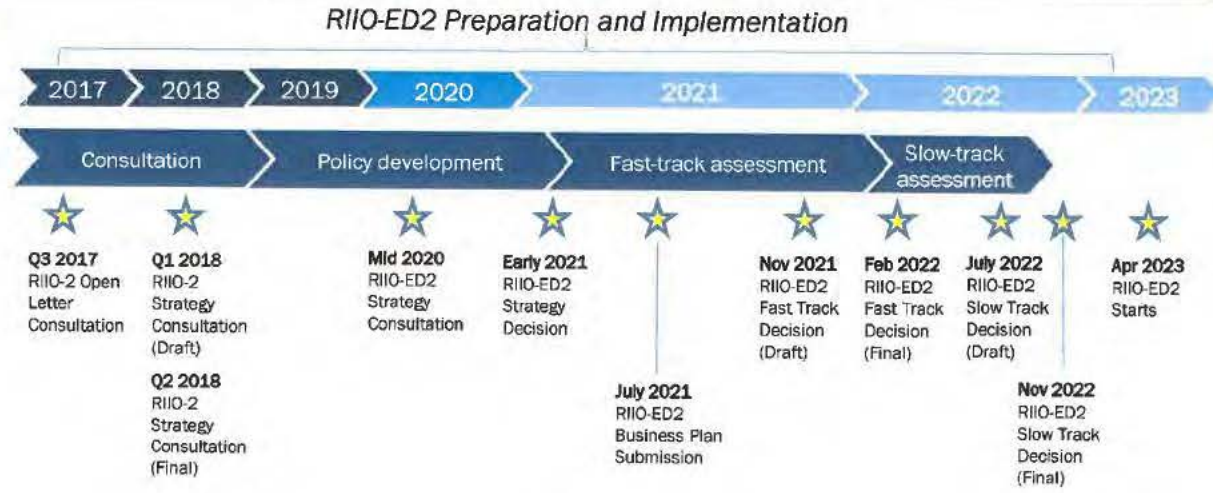 RIIO-ED2 Preparation and Implementation
2017
2018
2019
2020
2021
2022
2023
Consultation
Policy development
Fast-track assessment
Slow-track
assessment
Q3 2017
RIIO-2 Open
Letter
Consultation
Q1 2018
RIIO-2
Strategy
Consultation
(Draft)
Q2 2018
RIIO-2
Strategy
Consultation
(Final)
Mid 2020
RIIO-ED2
Strategy
Consultation
Early 2021
RIIO-ED2
Strategy
Decision
July 2021
RIIO-ED2
Business Plan
Submission
Nov 2021
RIIO-ED2
Fast Track
Decision
(Draft)
Feb 2022
RIIO-ED2
Fast Track
Decision
(Final)
July 2022
RIIO-ED2
Slow Track
Decision
(Draft)
Nov 2022
RIIO-ED2
Slow Track
Decision
(Final)
Apr 2023
RIIO-ED2
Starts